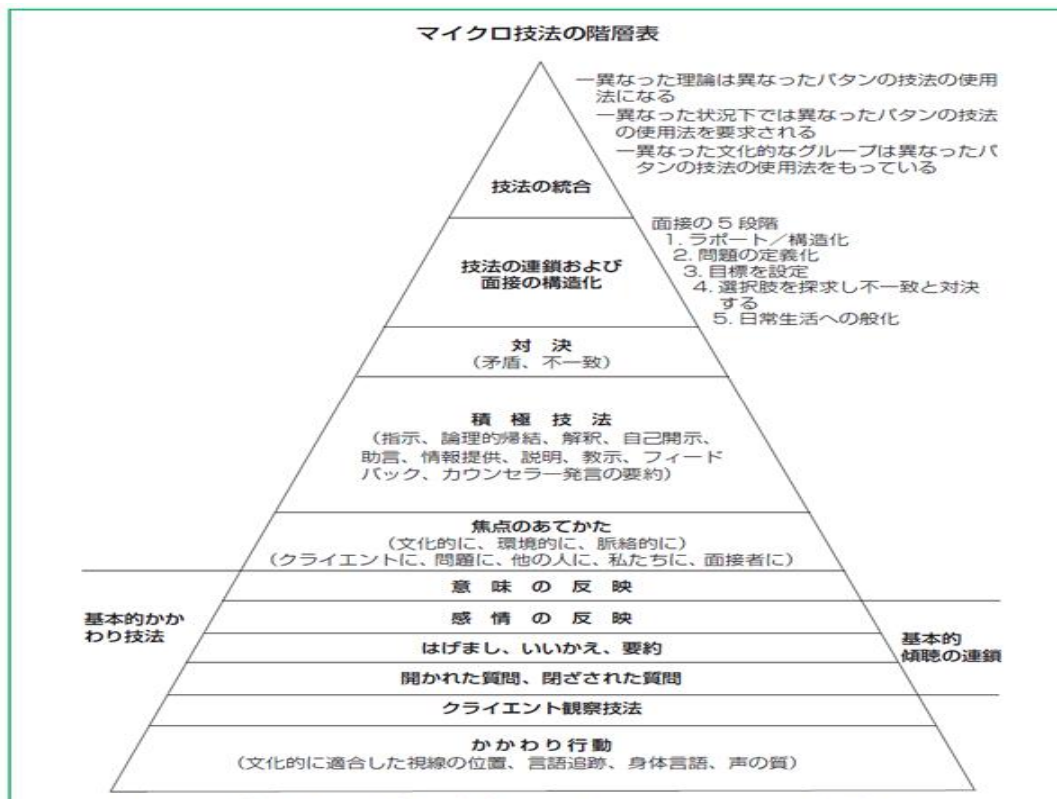 マイクロ技法の階層表
―異なった理論は異なったパタンの技法の使用
法になる
―異なった状況下では異なったパタンの技法
の使用法を要求される
―異なった文化的なグループは異なったパ
タンの技法の使用法をもっている
技法の統合
面接の5段階
1. ラポート／構造化
2. 問題の定義化
3. 目標を設定
4. 選択肢を探求し不一致と対決
する
5. 日常生活への般化
技法の連鎖および
面接の構造化
対決
（矛盾、不一致）
積極技法
（指示、論理的帰結、解釈、自己開示、
助言、情報提供、説明、教示、フィード
バック、カウンセラー発言の要約）
焦点のあてかた
（文化的に、環境的に、脈絡的に）
（クライエントに、問題に、他の人に、私たちに、面接者に）
意味の反映
基本的かか
わり技法
感情の反映
はげまし、いいかえ、要約
開かれた質問、閉ざされた質問
基本的
傾聴の連鎖
クライエント観察技法
かかわり行動
（文化的に適合した視線の位置、言語追跡、身体言語、声の質）